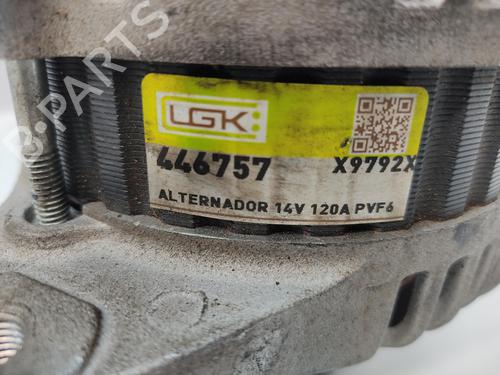 LGK
446757 X9792X
ALTERNADOR 14V 120A PVF6
B-PARTS